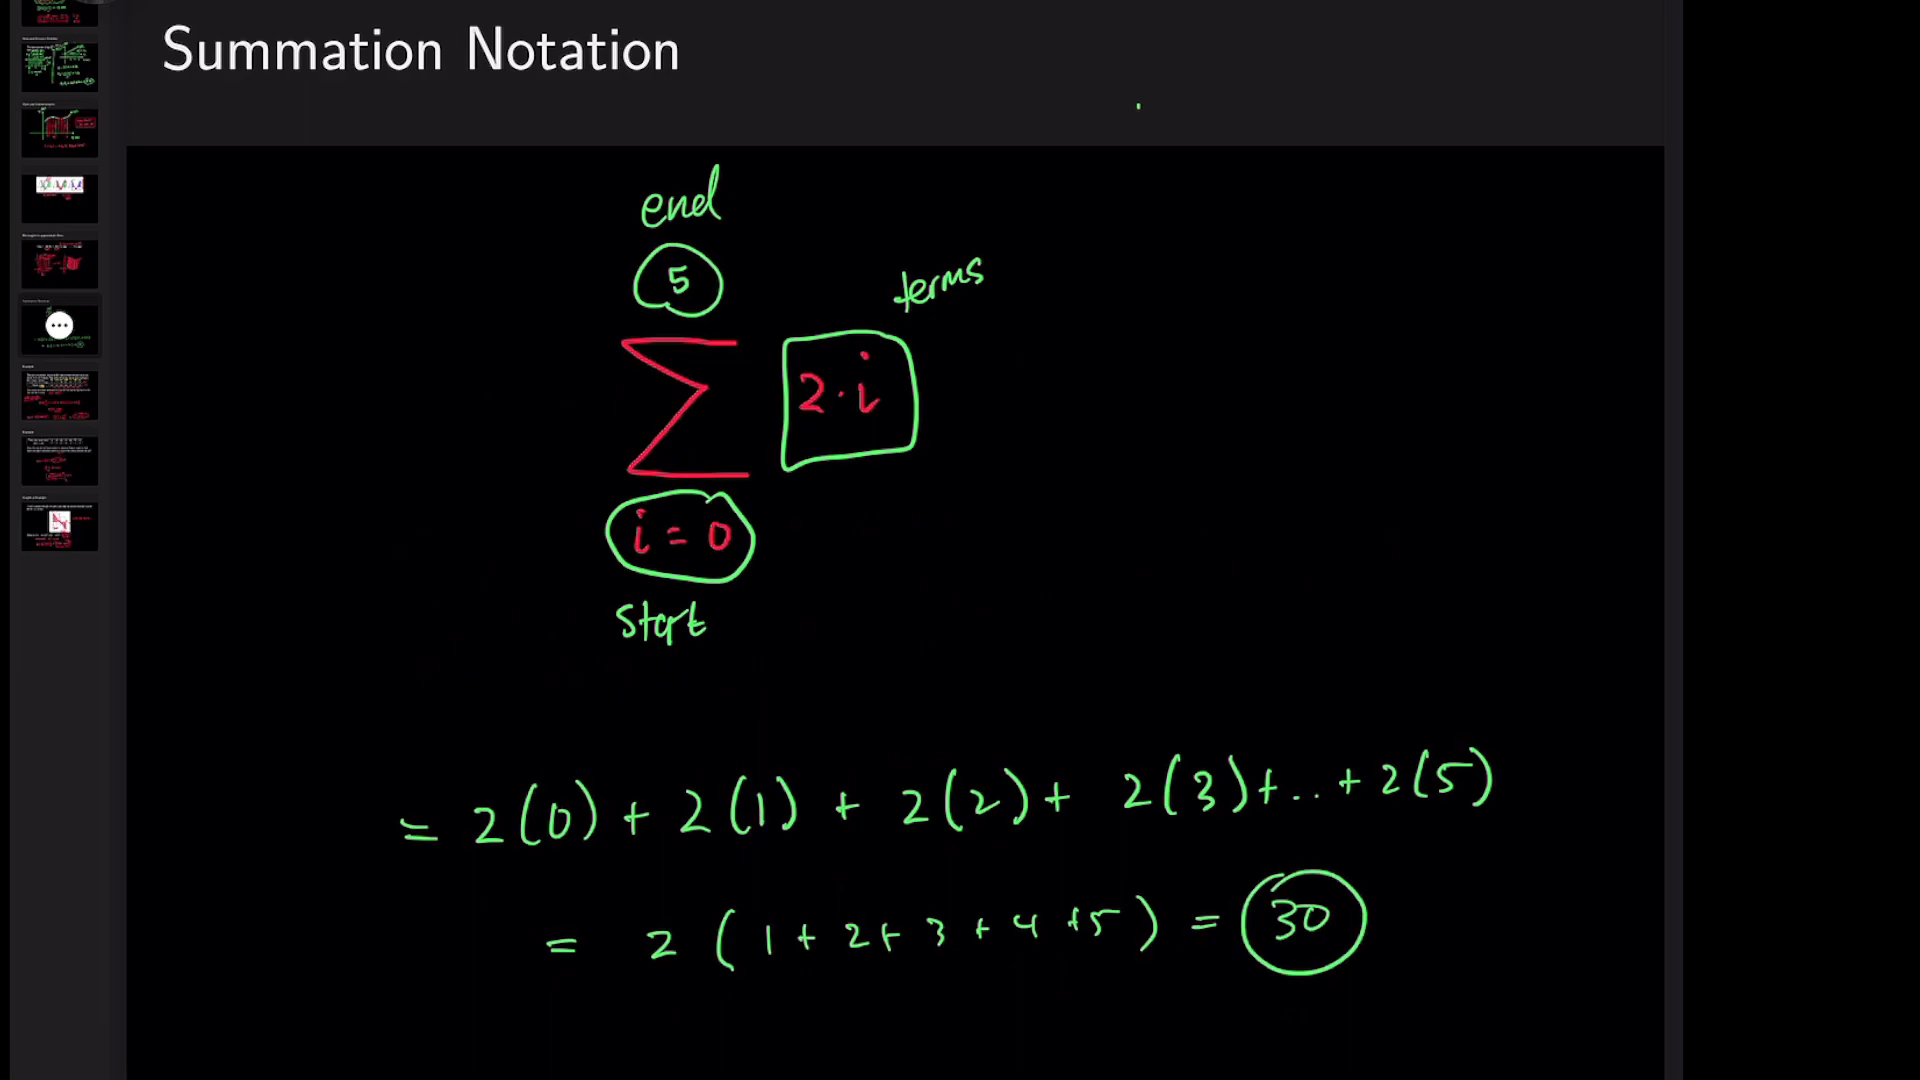 Summation Notation
end
5
terms
∑ 2·i
i = 0
start
= 2(0) + 2(1) + 2(2) + 2(3) + .. + 2(5)
= 2 (1 + 2 + 3 + 4 + 5) = 30